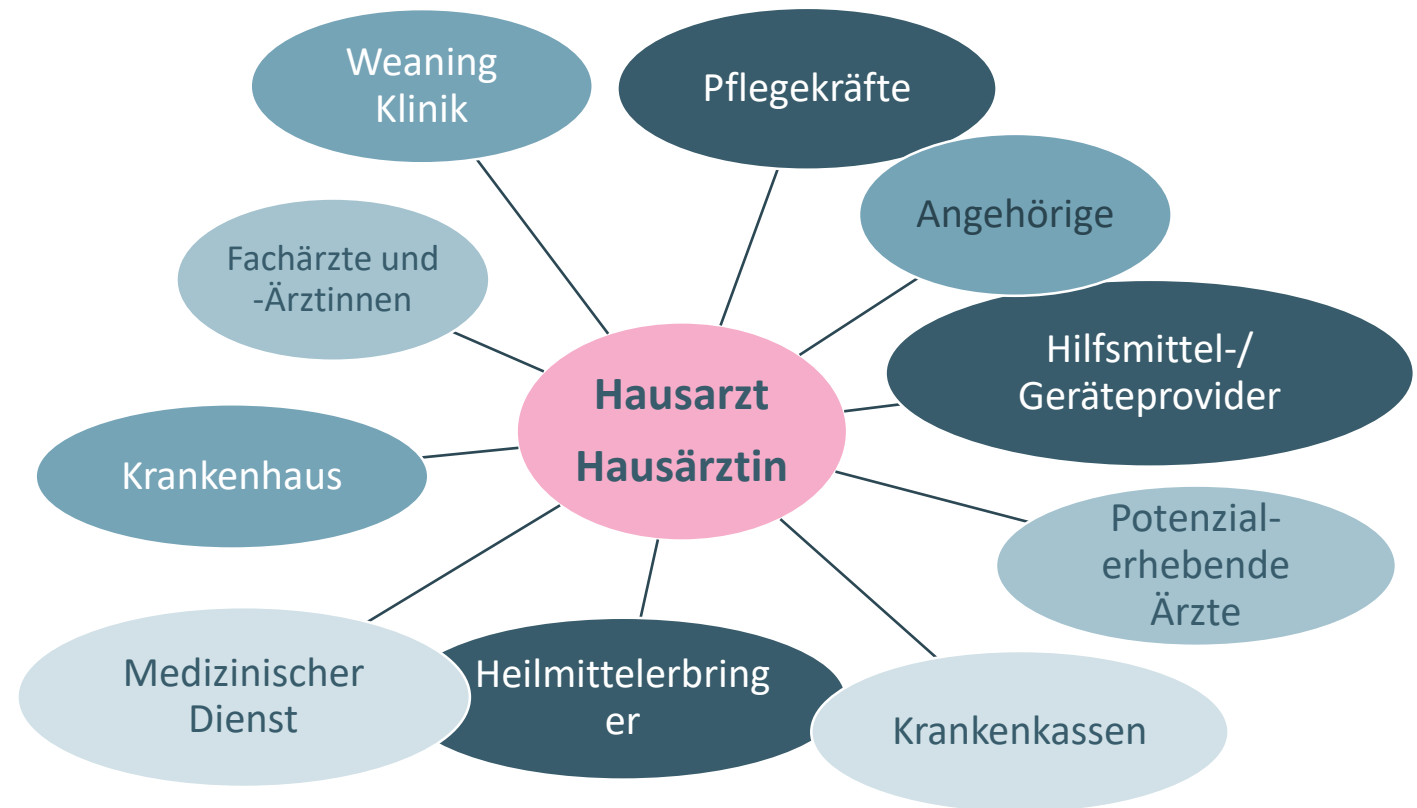 Weaning
Klinik
Pflegekräfte
Angehörige
Fachärzte und
-Ärztinnen
Hilfsmittel-/
Geräteprovider
Hausarzt
Hausärztin
Krankenhaus
Potenzial-
erhebende
Ärzte
Medizinischer
Dienst
Heilmittelerbring
er
Krankenkassen